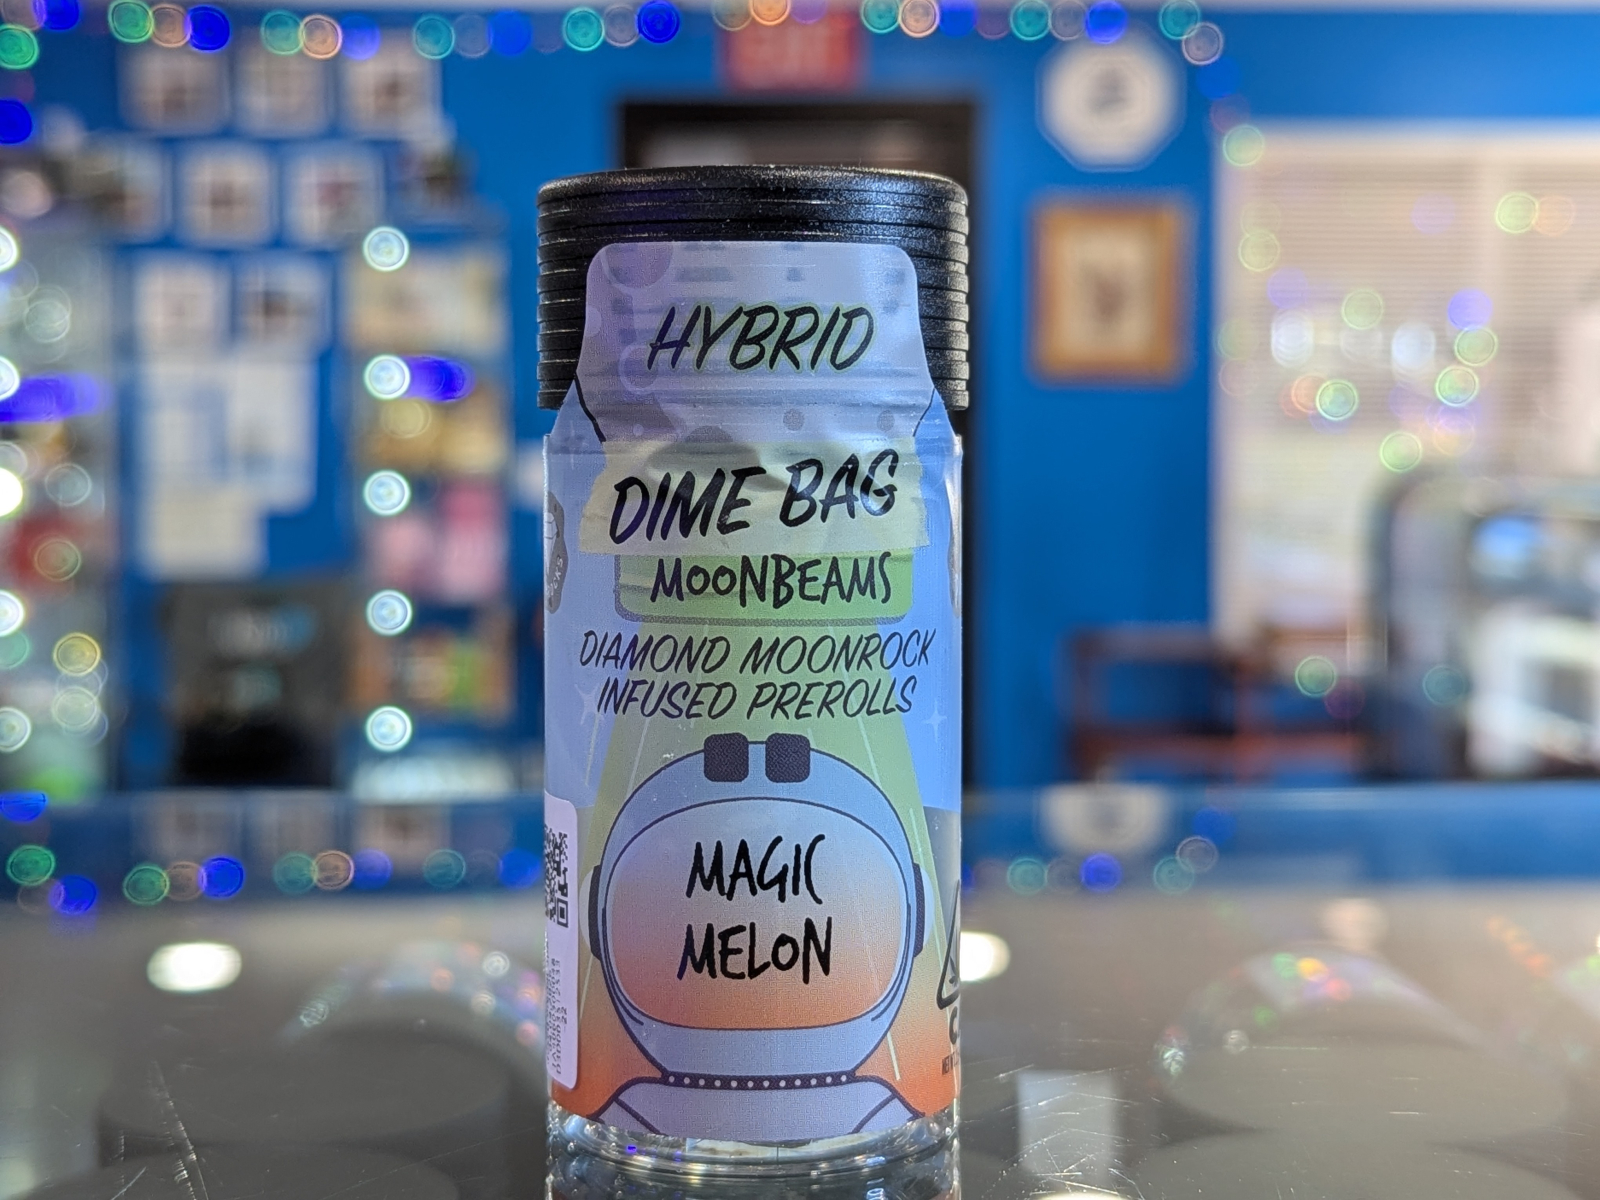 HYBRID
DIME BAG
MOONBEAMS
DIAMOND MOONROCK
INFUSED PREROLLS
MAGIC
MELON